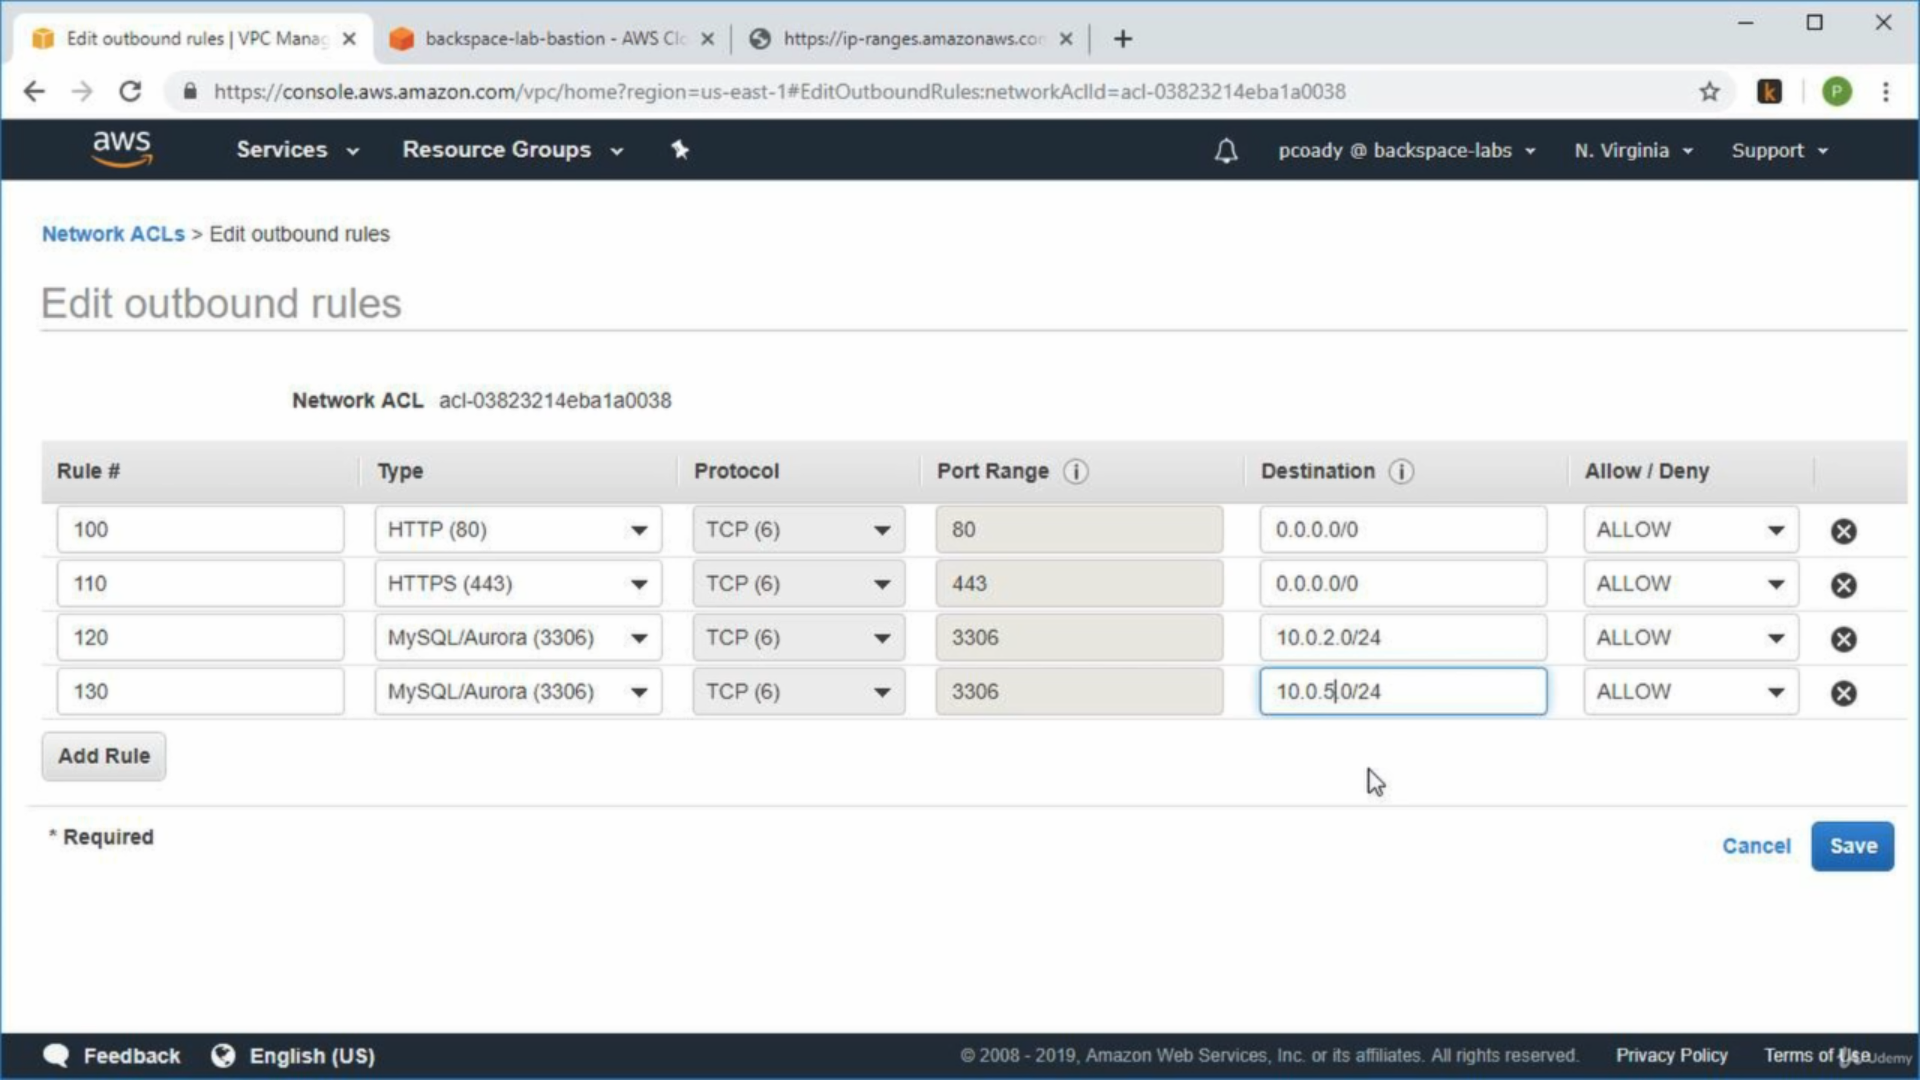 Edit outbound rules | VPC Manag
backspace-lab-bastion - AWS Clo
https://ip-ranges.amazonaws.com
https://console.aws.amazon.com/vpc/home?region=us-east-1#EditOutboundRules:networkAclId=acl-03823214eba1a0038
k
P
aws
Services
Resource Groups
pcoady @ backspace-labs
N. Virginia
Support
Network ACLs > Edit outbound rules
Edit outbound rules
Network ACL acl-03823214eba1a0038
Rule # Type Protocol Port Range i Destination i Allow / Deny
100 HTTP (80) TCP (6) 80 0.0.0.0/0 ALLOW
110 HTTPS (443) TCP (6) 443 0.0.0.0/0 ALLOW
120 MySQL/Aurora (3306) TCP (6) 3306 10.0.2.0/24 ALLOW
130 MySQL/Aurora (3306) TCP (6) 3306 10.0.5.0/24 ALLOW
Add Rule
* Required
Cancel
Save
Feedback
English (US)
© 2008 - 2019, Amazon Web Services, Inc. or its affiliates. All rights reserved.
Privacy Policy
Terms of Use
Udemy